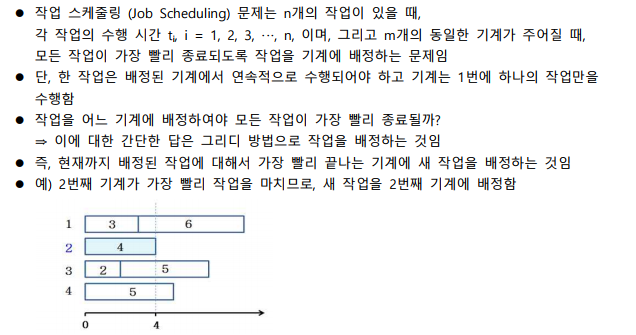 ● 작업 스케줄링 (Job Scheduling) 문제는 n개의 작업이 있을 때,
각 작업의 수행 시간 tᵢ, i = 1, 2, 3, ⋯, n, 이며, 그리고 m개의 동일한 기계가 주어질 때,
모든 작업이 가장 빨리 종료되도록 작업을 기계에 배정하는 문제임
● 단, 한 작업은 배정된 기계에서 연속적으로 수행되어야 하고 기계는 1번에 하나의 작업만을
수행함
● 작업을 어느 기계에 배정하여야 모든 작업이 가장 빨리 종료될까?
⇒ 이에 대한 간단한 답은 그리디 방법으로 작업을 배정하는 것임
● 즉, 현재까지 배정된 작업에 대해서 가장 빨리 끝나는 기계에 새 작업을 배정하는 것임
● 예) 2번째 기계가 가장 빨리 작업을 마치므로, 새 작업을 2번째 기계에 배정함
1 3 6
2 4
3 2 5
4 5
0 4